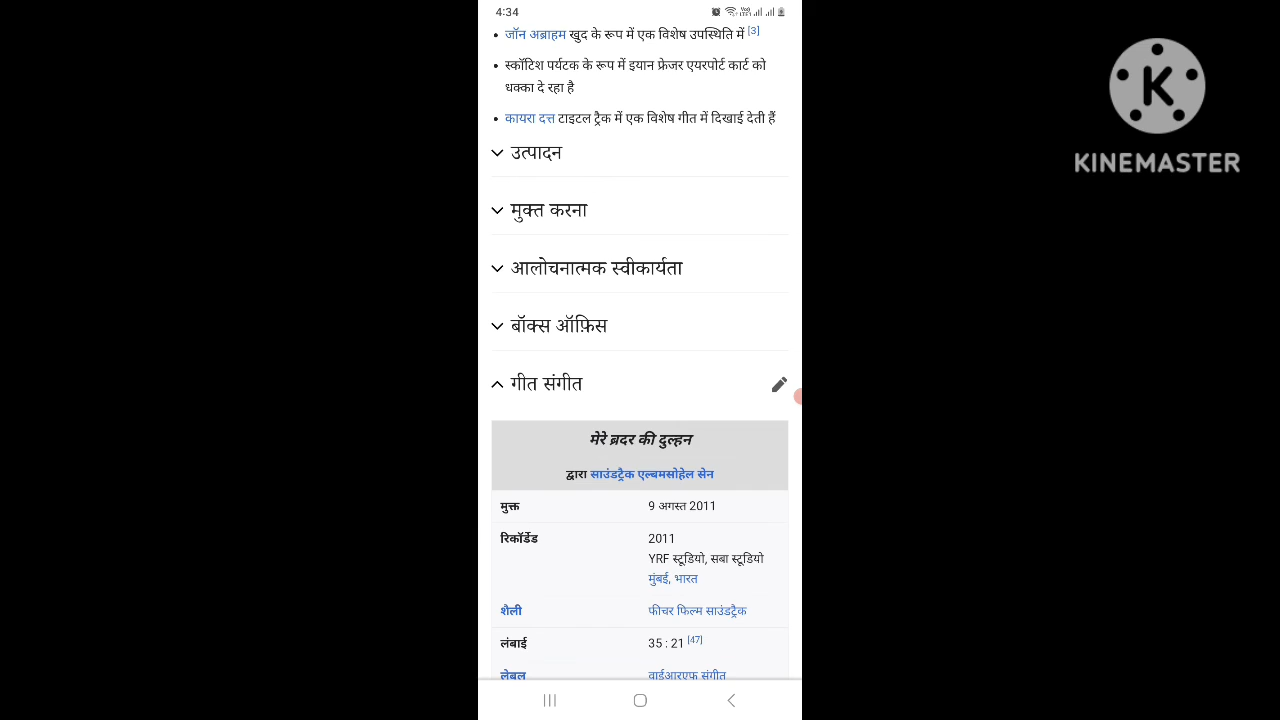 4:34
जॉन अब्राहम खुद के रूप में एक विशेष उपस्थिति में [3]
स्कॉटिश पर्यटक के रूप में इयान फ्रेजर एयरपोर्ट कार्ट को
धक्का दे रहा है
कायरा दत्त टाइटल ट्रैक में एक विशेष गीत में दिखाई देती हैं
उत्पादन
मुक्त करना
आलोचनात्मक स्वीकार्यता
बॉक्स ऑफ़िस
गीत संगीत
मेरे ब्रदर की दुल्हन
द्वारा साउंडट्रैक एल्बमसोहेल सेन
मुक्त 9 अगस्त 2011
रिकॉर्डेड 2011
YRF स्टूडियो, सबा स्टूडियो
मुंबई, भारत
शैली फीचर फिल्म साउंडट्रैक
लंबाई 35 : 21 [47]
लेबल वाईआरएफ संगीत
K
KINEMASTER